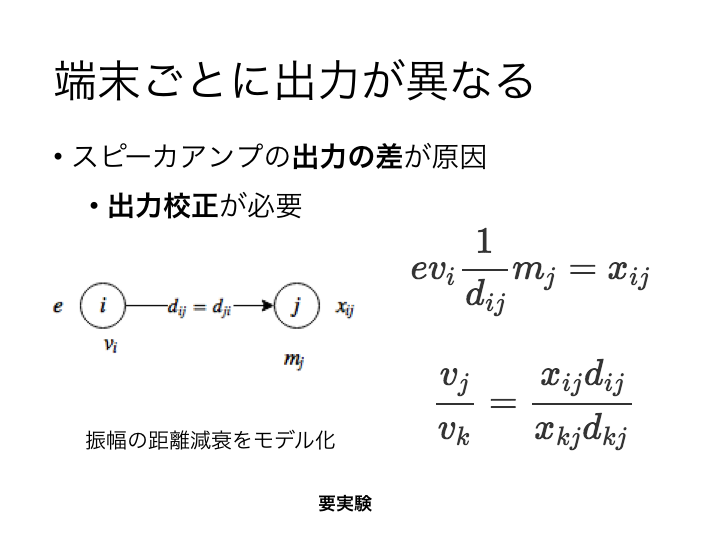 端末ごとに出力が異なる
• スピーカアンプの出力の差が原因
• 出力校正が必要
ev_i \frac{1}{d_{ij}} m_j = x_{ij}
e i d_{ij} = d_{ji} j x_{ij}
v_i m_j
\frac{v_j}{v_k} = \frac{x_{ij}d_{ij}}{x_{kj}d_{kj}}
振幅の距離減衰をモデル化
要実験